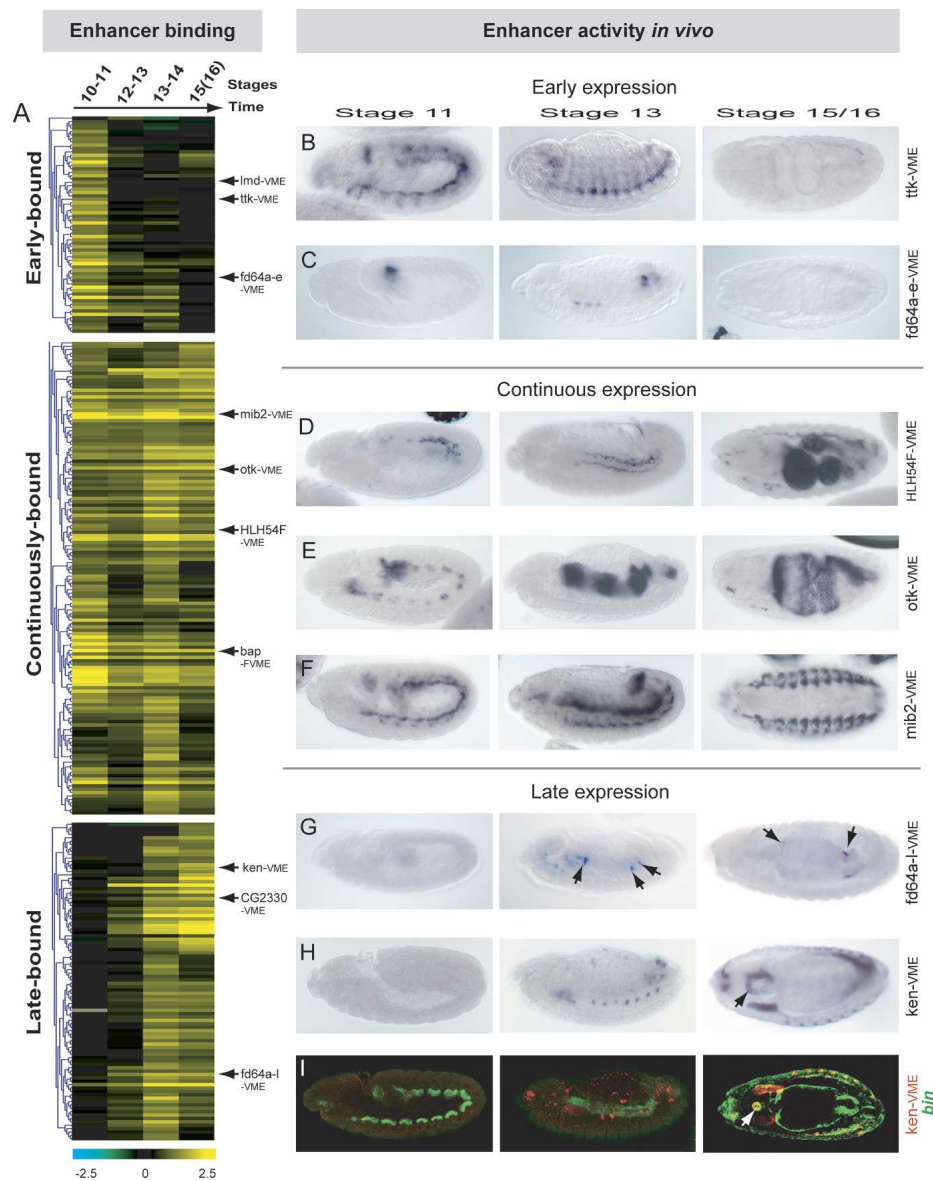 Enhancer binding
Enhancer activity in vivo
A
10-11
12-13
13-14
15(16)
Stages
Time
Early-bound
lmd-VME
ttk-VME
fd64a-e
-VME
Continuously-bound
mib2-VME
otk-VME
HLH54F
-VME
bap
-FVME
Late-bound
ken-VME
CG2330
-VME
fd64a-l
-VME
-2.5
0
2.5
Early expression
Stage 11
Stage 13
Stage 15/16
B
ttk-VME
C
fd64a-e-VME
Continuous expression
D
HLH54F-VME
E
otk-VME
F
mib2-VME
Late expression
G
fd64a-l-VME
H
ken-VME
I
ken-VME
bin